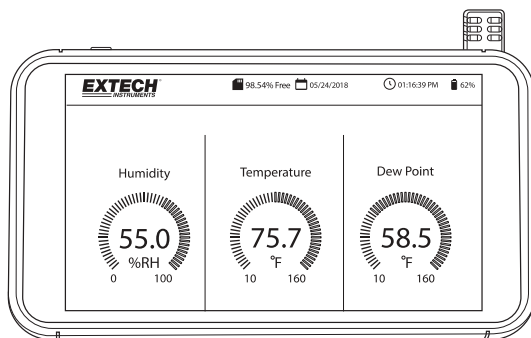 EXTECH®
INSTRUMENTS
98.54% Free 05/24/2018 01:16:39 PM 62%
Humidity
55.0
%RH
0 100
Temperature
75.7
°F
10 160
Dew Point
58.5
°F
10 160